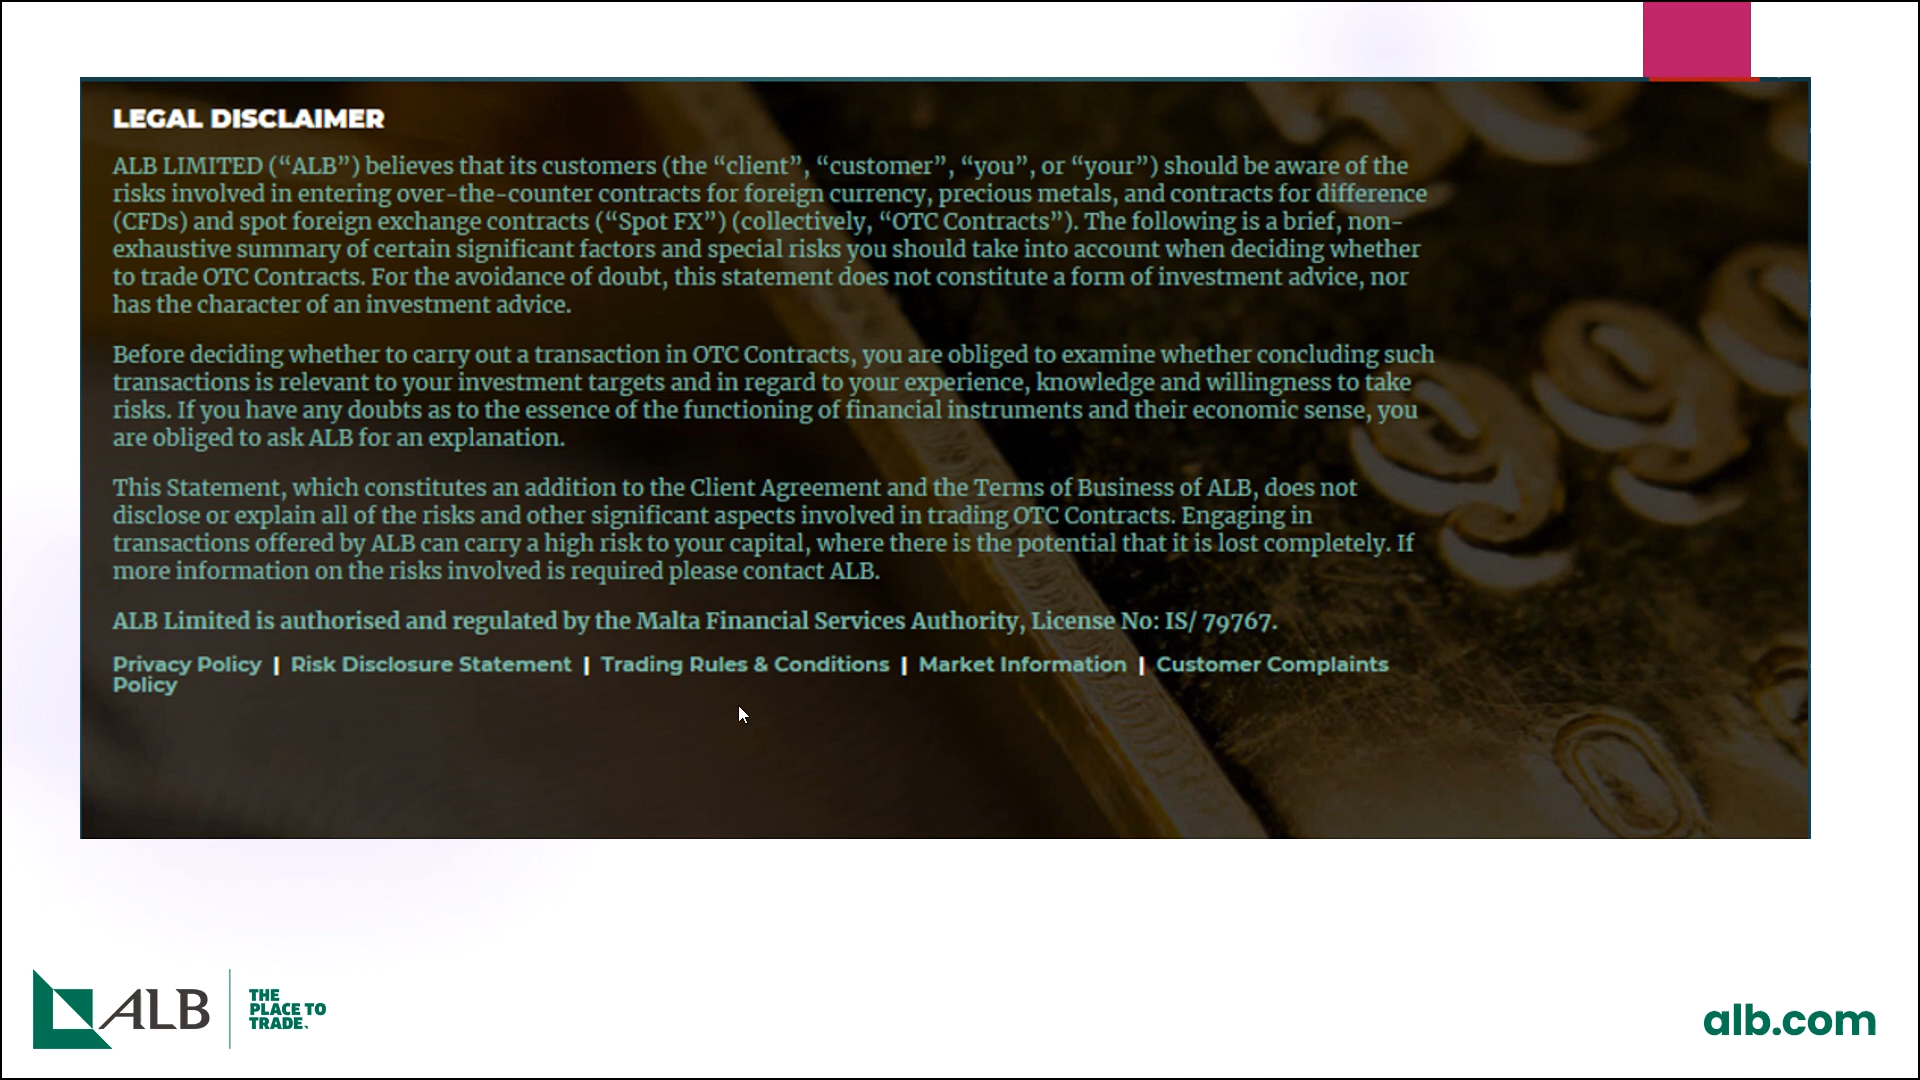 LEGAL DISCLAIMER
ALB LIMITED (“ALB”) believes that its customers (the “client”, “customer”, “you”, or “your”) should be aware of the
risks involved in entering over-the-counter contracts for foreign currency, precious metals, and contracts for difference
(CFDs) and spot foreign exchange contracts (“Spot FX”) (collectively, “OTC Contracts”). The following is a brief, non-
exhaustive summary of certain significant factors and special risks you should take into account when deciding whether
to trade OTC Contracts. For the avoidance of doubt, this statement does not constitute a form of investment advice, nor
has the character of an investment advice.
Before deciding whether to carry out a transaction in OTC Contracts, you are obliged to examine whether concluding such
transactions is relevant to your investment targets and in regard to your experience, knowledge and willingness to take
risks. If you have any doubts as to the essence of the functioning of financial instruments and their economic sense, you
are obliged to ask ALB for an explanation.
This Statement, which constitutes an addition to the Client Agreement and the Terms of Business of ALB, does not
disclose or explain all of the risks and other significant aspects involved in trading OTC Contracts. Engaging in
transactions offered by ALB can carry a high risk to your capital, where there is the potential that it is lost completely. If
more information on the risks involved is required please contact ALB.
ALB Limited is authorised and regulated by the Malta Financial Services Authority, License No: IS/ 79767.
Privacy Policy | Risk Disclosure Statement | Trading Rules & Conditions | Market Information | Customer Complaints
Policy
ALB
THE
PLACE TO
TRADE.
alb.com